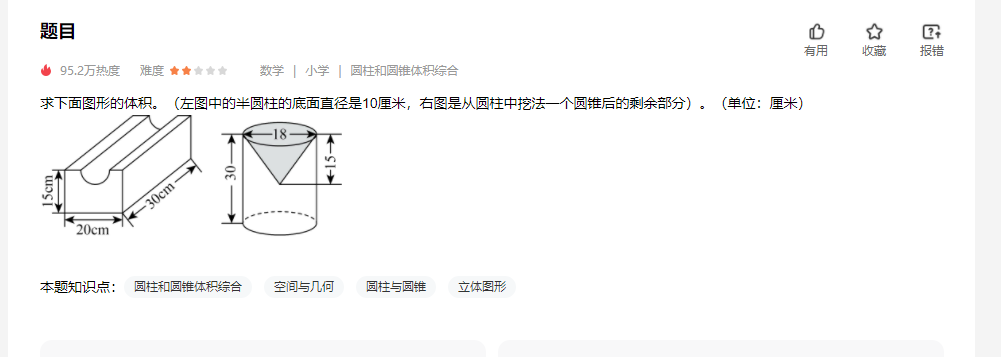 题目
有用 收藏 报错
95.2万热度 难度 数学 | 小学 | 圆柱和圆锥体积综合
求下面图形的体积。（左图中的半圆柱的底面直径是10厘米，右图是从圆柱中挖法一个圆锥后的剩余部分）。（单位：厘米）
15cm
20cm
30cm
18
30
15
本题知识点： 圆柱和圆锥体积综合 空间与几何 圆柱与圆锥 立体图形